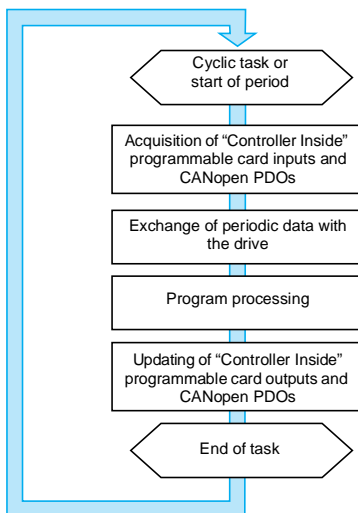 Cyclic task or
start of period
Acquisition of “Controller Inside”
programmable card inputs and
CANopen PDOs
Exchange of periodic data with
the drive
Program processing
Updating of “Controller Inside”
programmable card outputs and
CANopen PDOs
End of task